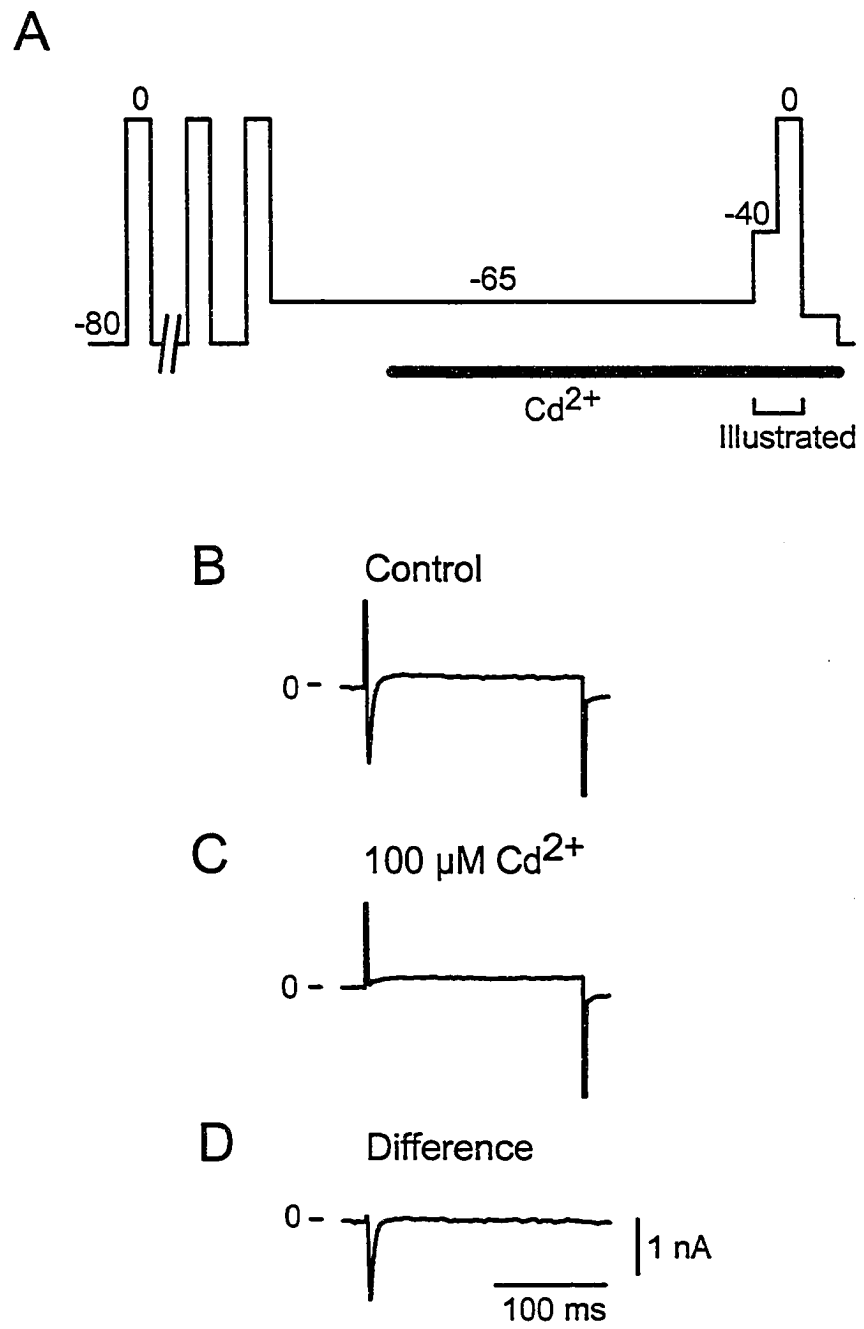 A
0
0
-40
-65
-80
Cd2+
Illustrated
B
Control
0 -
C
100 µM Cd2+
0 -
D
Difference
0 -
1 nA
100 ms